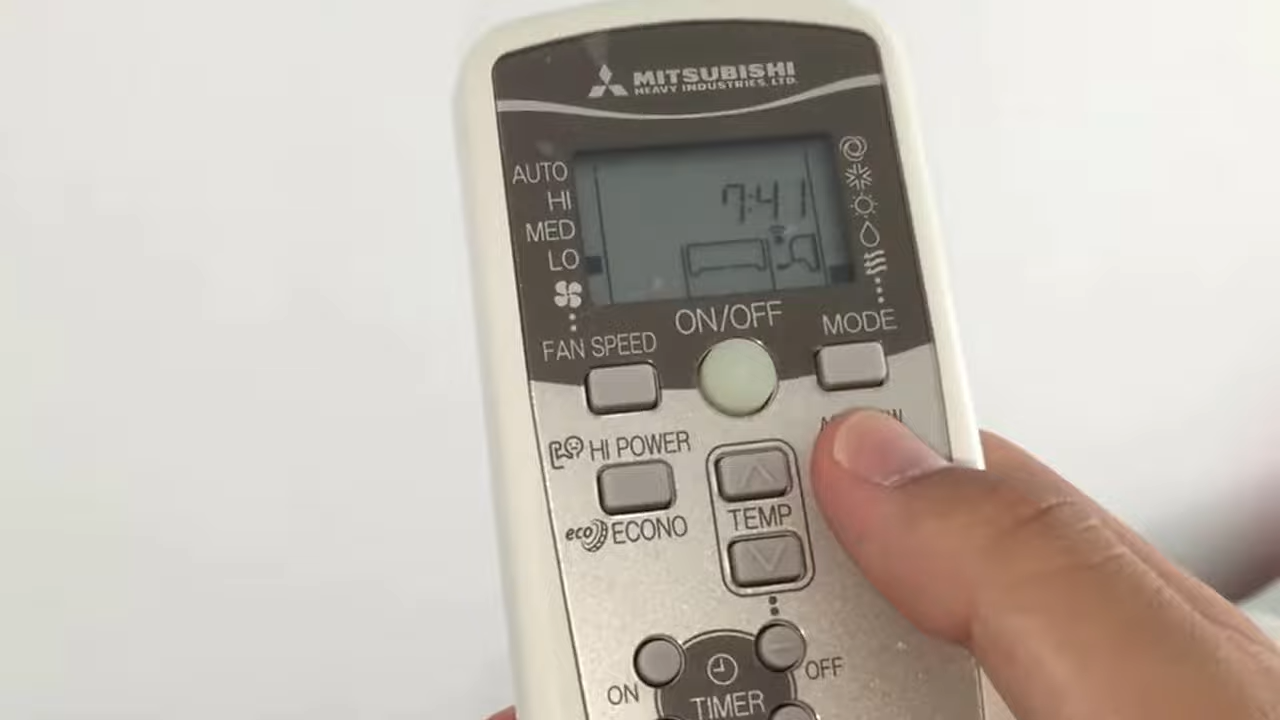 MITSUBISHI
HEAVY INDUSTRIES, LTD.
AUTO
HI
MED
LO
7:41
ON/OFF
MODE
FAN SPEED
HI POWER
TEMP
eco ECONO
ON
OFF
TIMER